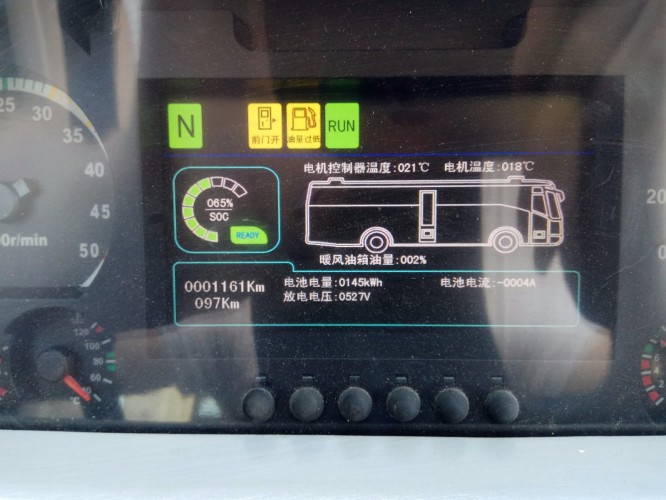 N
前门开
油量过低
RUN
电机控制器温度:021℃
电机温度:018℃
065%
SOC
READY
暖风油箱油量:002%
0001161Km
097Km
电池电量:0145kWh
放电电压:0527V
电池电流:-0004A
25
30
35
40
45
50
r/min
120
100
80
40
℃
20
0